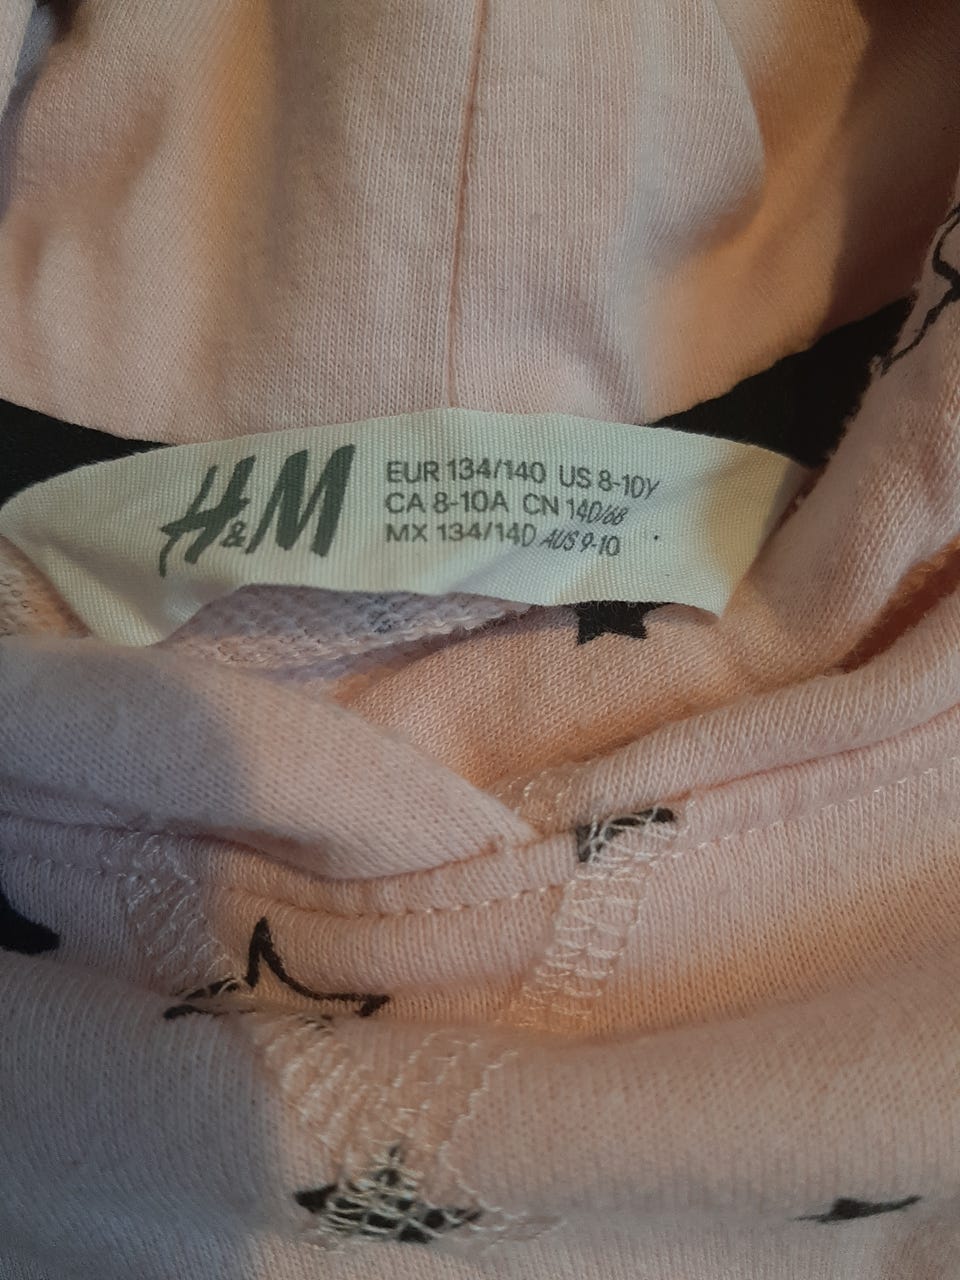 H&M
EUR 134/140 US 8-10Y
CA 8-10A CN 140/68
MX 134/140 AUS 9-10